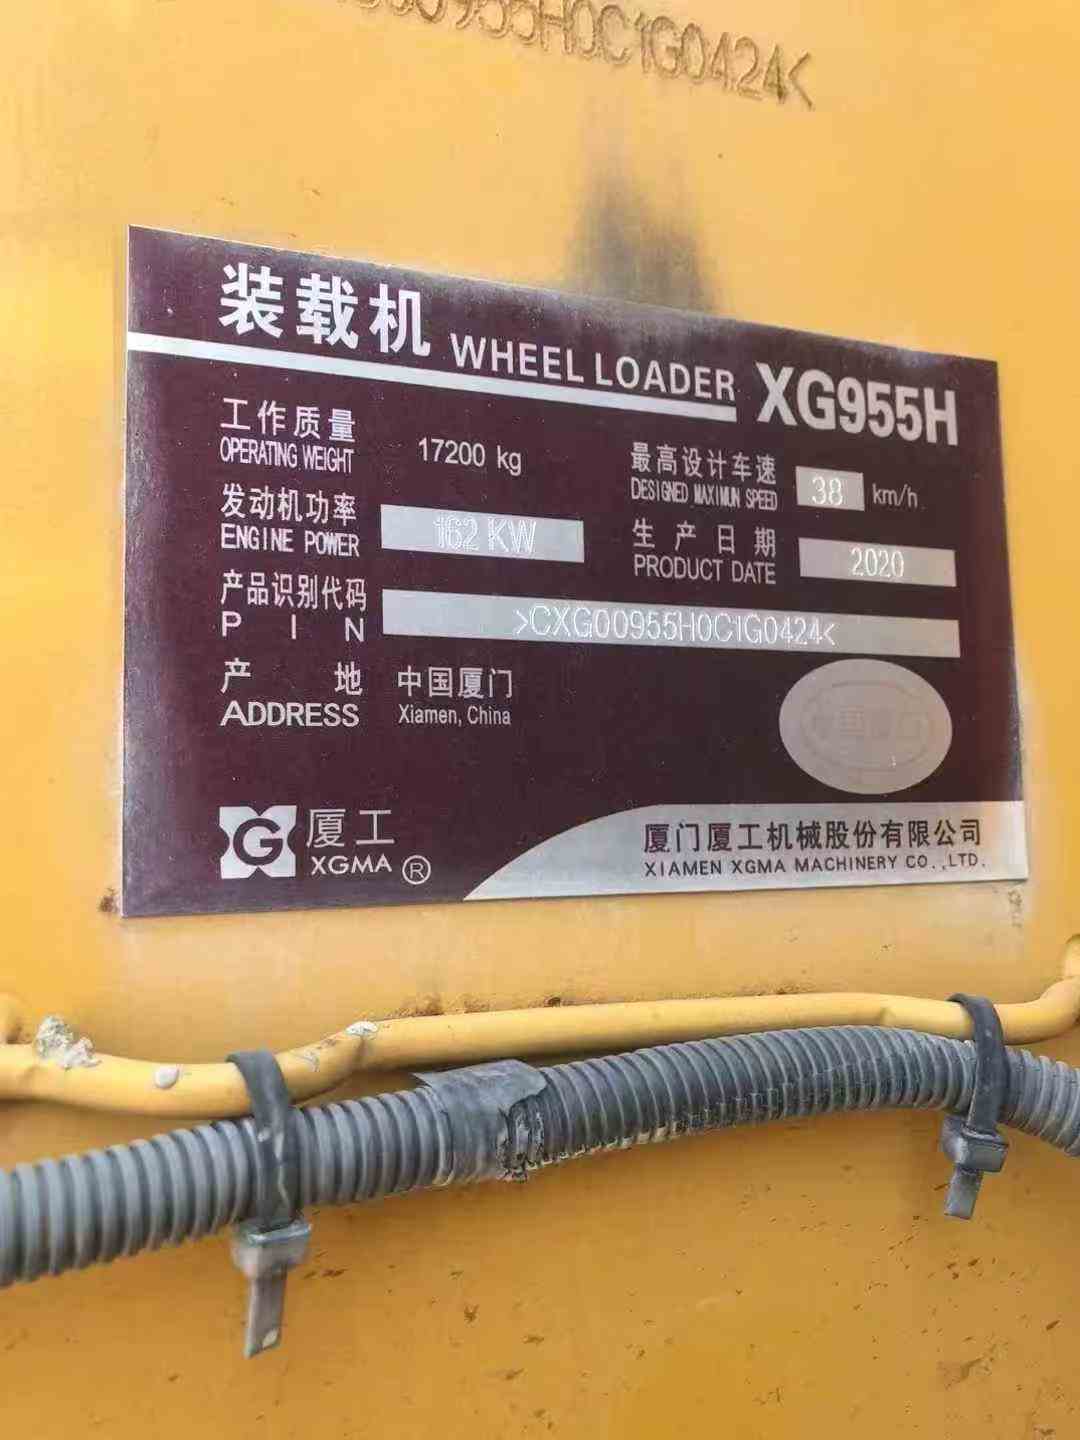 955H0C1G0424<
装载机 WHEEL LOADER XG955H
工作质量 17200 kg 最高设计车速 38 km/h
OPERATING WEIGHT DESIGNED MAXIMUN SPEED
发动机功率 162 KW 生产日期 2020
ENGINE POWER PRODUCT DATE
产品识别代码 >CXG00955H0C1G0424<
PIN
产地 中国厦门
ADDRESS Xiamen, China
G 厦工 厦门厦工机械股份有限公司
XGMA ® XIAMEN XGMA MACHINERY CO.,LTD.